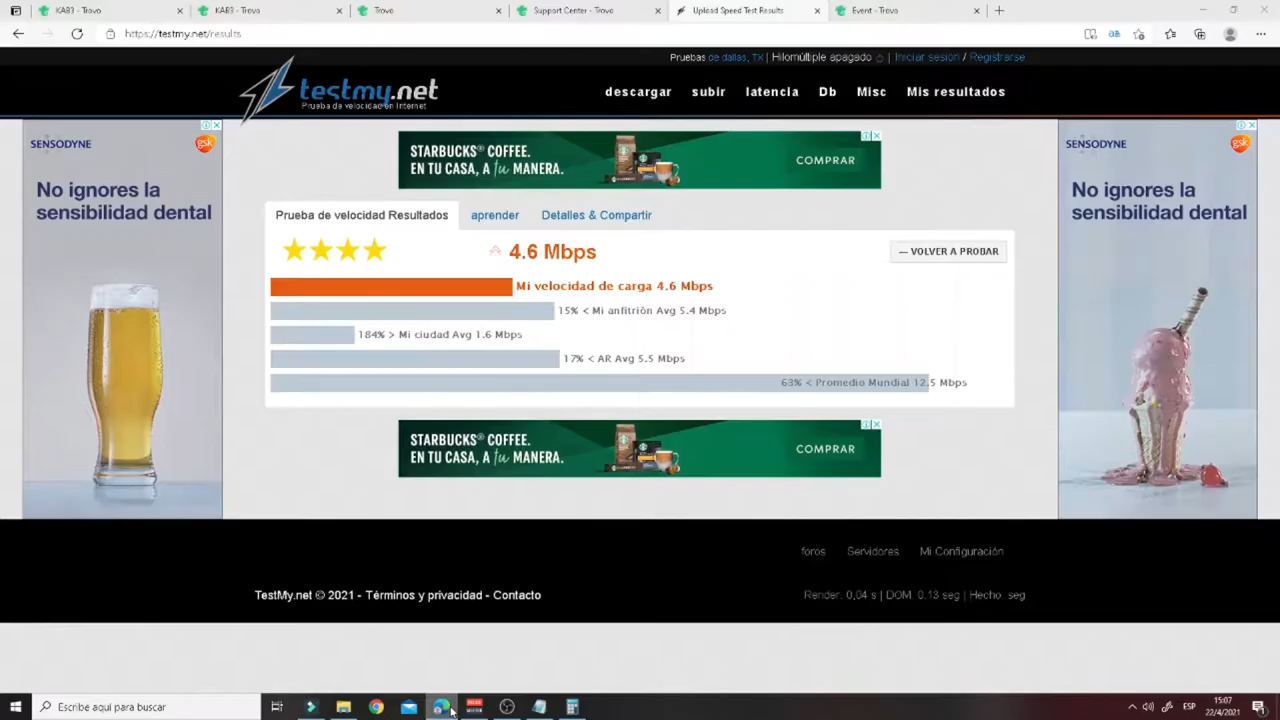 KAB3 - Trovo
KAB3 - Trovo
Trovo
Support Center - Trovo
Upload Speed Test Results
Event - Trovo
https://testmy.net/results
Pruebas de dallas, TX | Hilomúltiple apagado | Iniciar sesión / Registrarse
testmy.net
Prueba de velocidad en Internet
descargar subir latencia Db Misc Mis resultados
SENSODYNE
gsk
No ignores la
sensibilidad dental
STARBUCKS® COFFEE.
EN TU CASA, A tu MANERA.
COMPRAR
SENSODYNE
gsk
No ignores la
sensibilidad dental
Prueba de velocidad Resultados aprender Detalles & Compartir
4.6 Mbps
— VOLVER A PROBAR
Mi velocidad de carga 4.6 Mbps
15% < Mi anfitrión Avg 5.4 Mbps
184% > Mi ciudad Avg 1.6 Mbps
17% < AR Avg 5.5 Mbps
63% < Promedio Mundial 12.5 Mbps
STARBUCKS® COFFEE.
EN TU CASA, A tu MANERA.
COMPRAR
foros Servidores Mi Configuración
TestMy.net © 2021 - Términos y privacidad - Contacto
Render: 0,04 s | DOM: 0.13 seg | Hecho: seg
Escribe aquí para buscar
ESP
15:07
22/4/2021